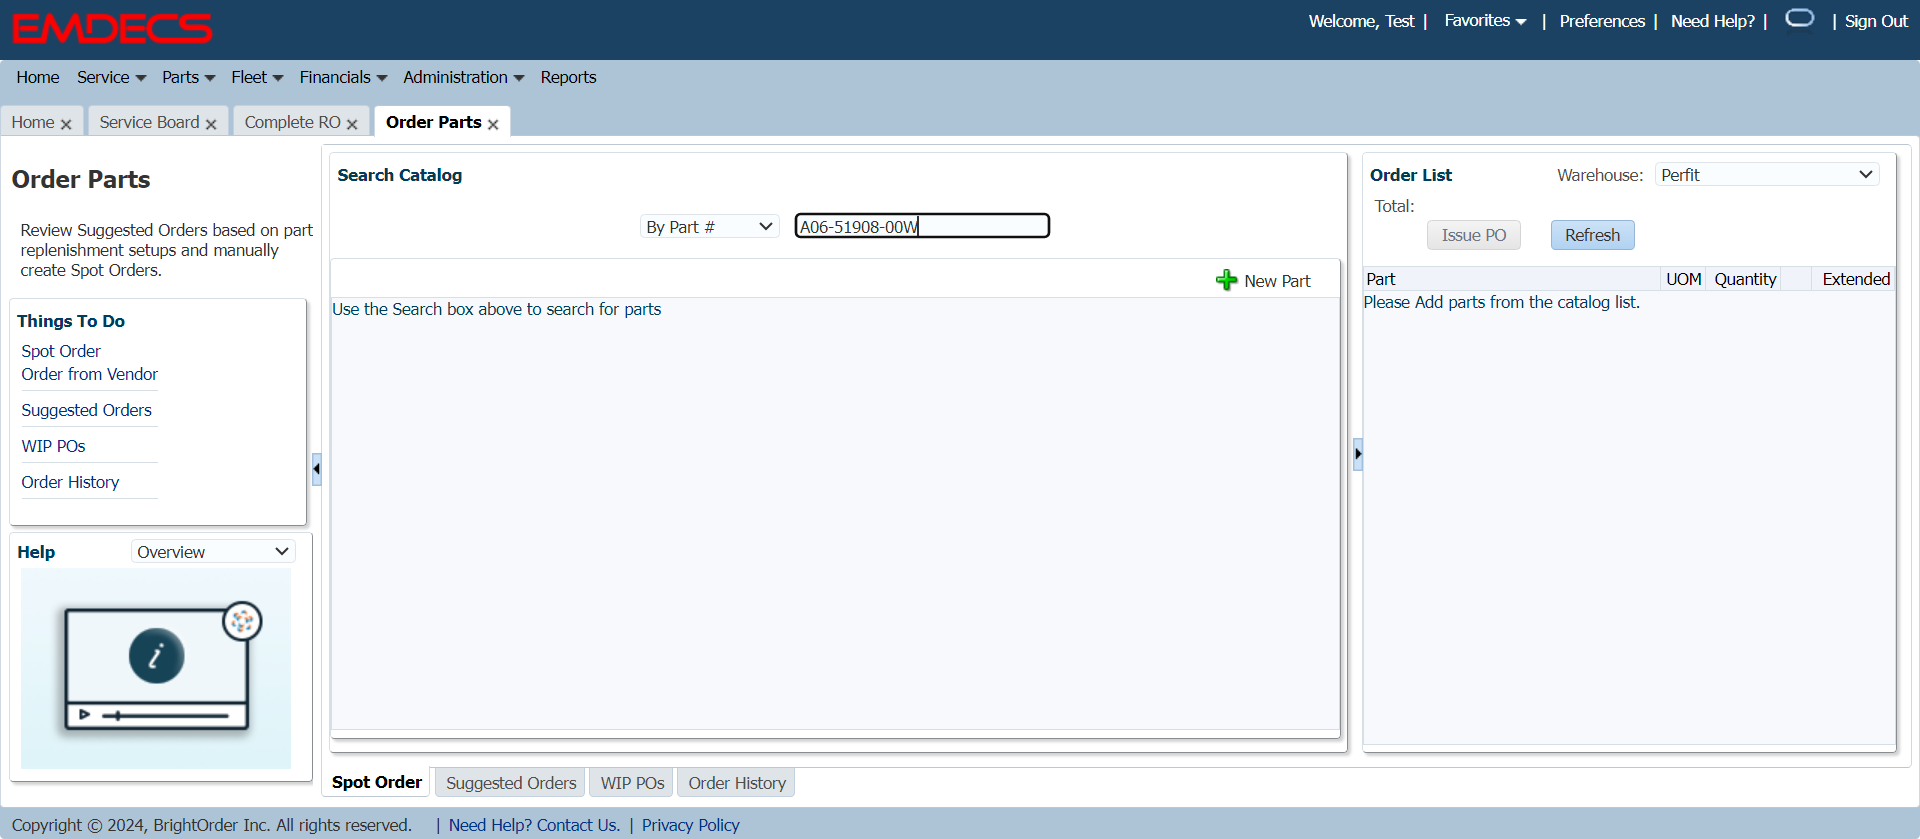 EMDECS
Welcome, Test | Favorites | Preferences | Need Help? | | Sign Out
Home Service Parts Fleet Financials Administration Reports
Home Service Board Complete RO Order Parts
Order Parts
Review Suggested Orders based on part
replenishment setups and manually
create Spot Orders.
Things To Do
Spot Order
Order from Vendor
Suggested Orders
WIP POs
Order History
Help Overview
i
Search Catalog
By Part # A06-51908-00W
New Part
Use the Search box above to search for parts
Order List Warehouse: Perfit
Total:
Issue PO Refresh
Part UOM Quantity Extended
Please Add parts from the catalog list.
Spot Order Suggested Orders WIP POs Order History
Copyright © 2024, BrightOrder Inc. All rights reserved. | Need Help? Contact Us. | Privacy Policy